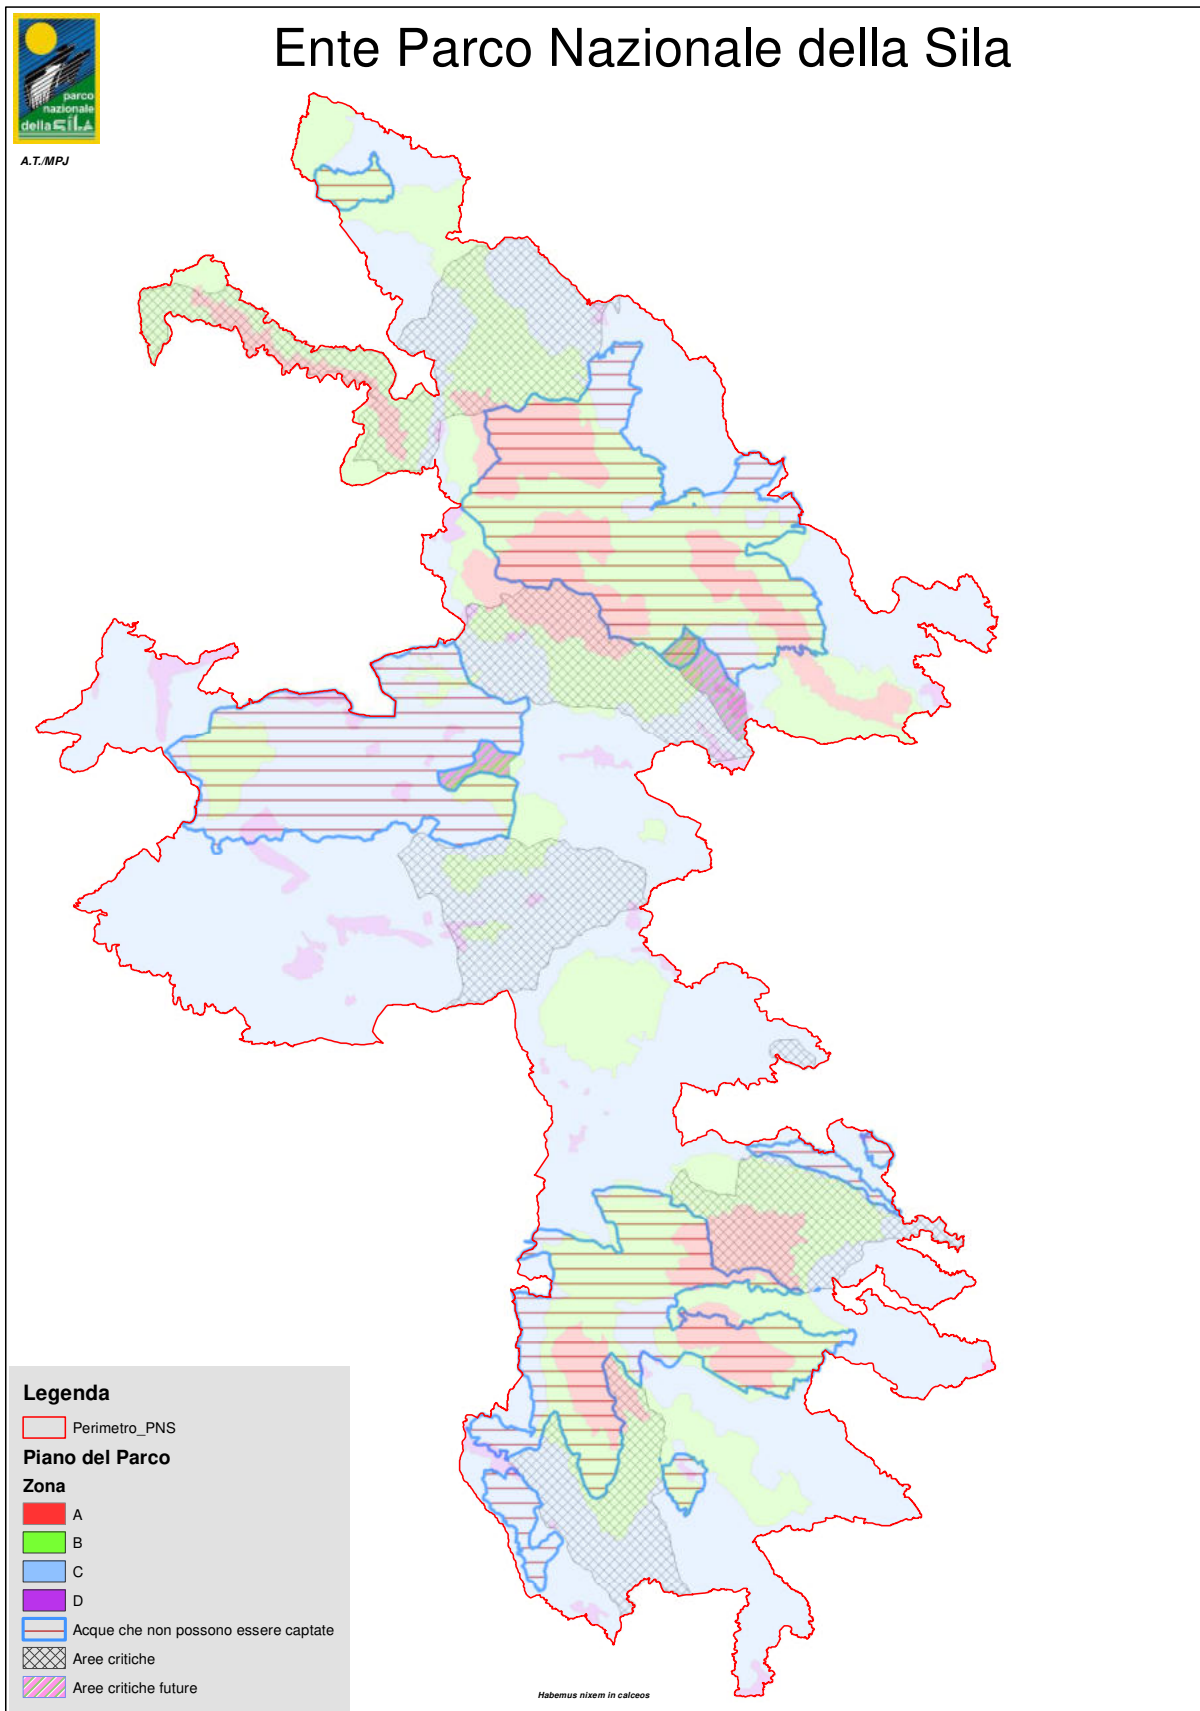 Ente Parco Nazionale della Sila
parco
nazionale
della SILA
A.T./MPJ
Legenda
Perimetro_PNS
Piano del Parco
Zona
A
B
C
D
Acque che non possono essere captate
Aree critiche
Aree critiche future
Habemus nixem in calceos